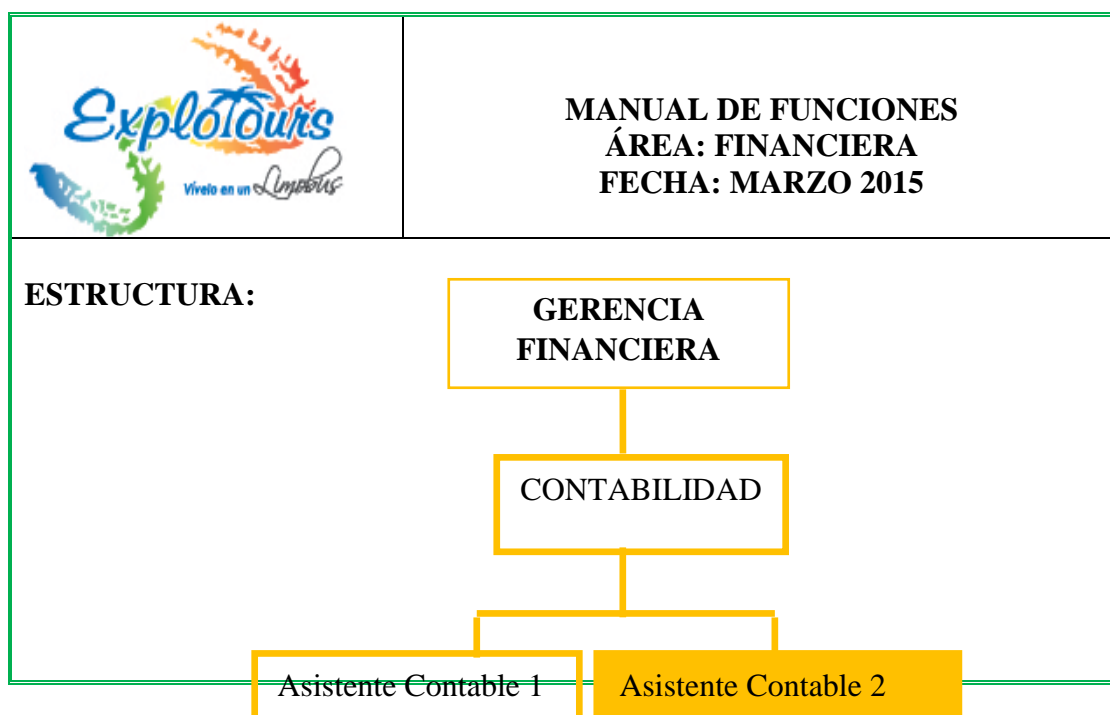 Explotours
Vívelo en un Limobus
MANUAL DE FUNCIONES
ÁREA: FINANCIERA
FECHA: MARZO 2015
ESTRUCTURA:
GERENCIA
FINANCIERA
CONTABILIDAD
Asistente Contable 1
Asistente Contable 2